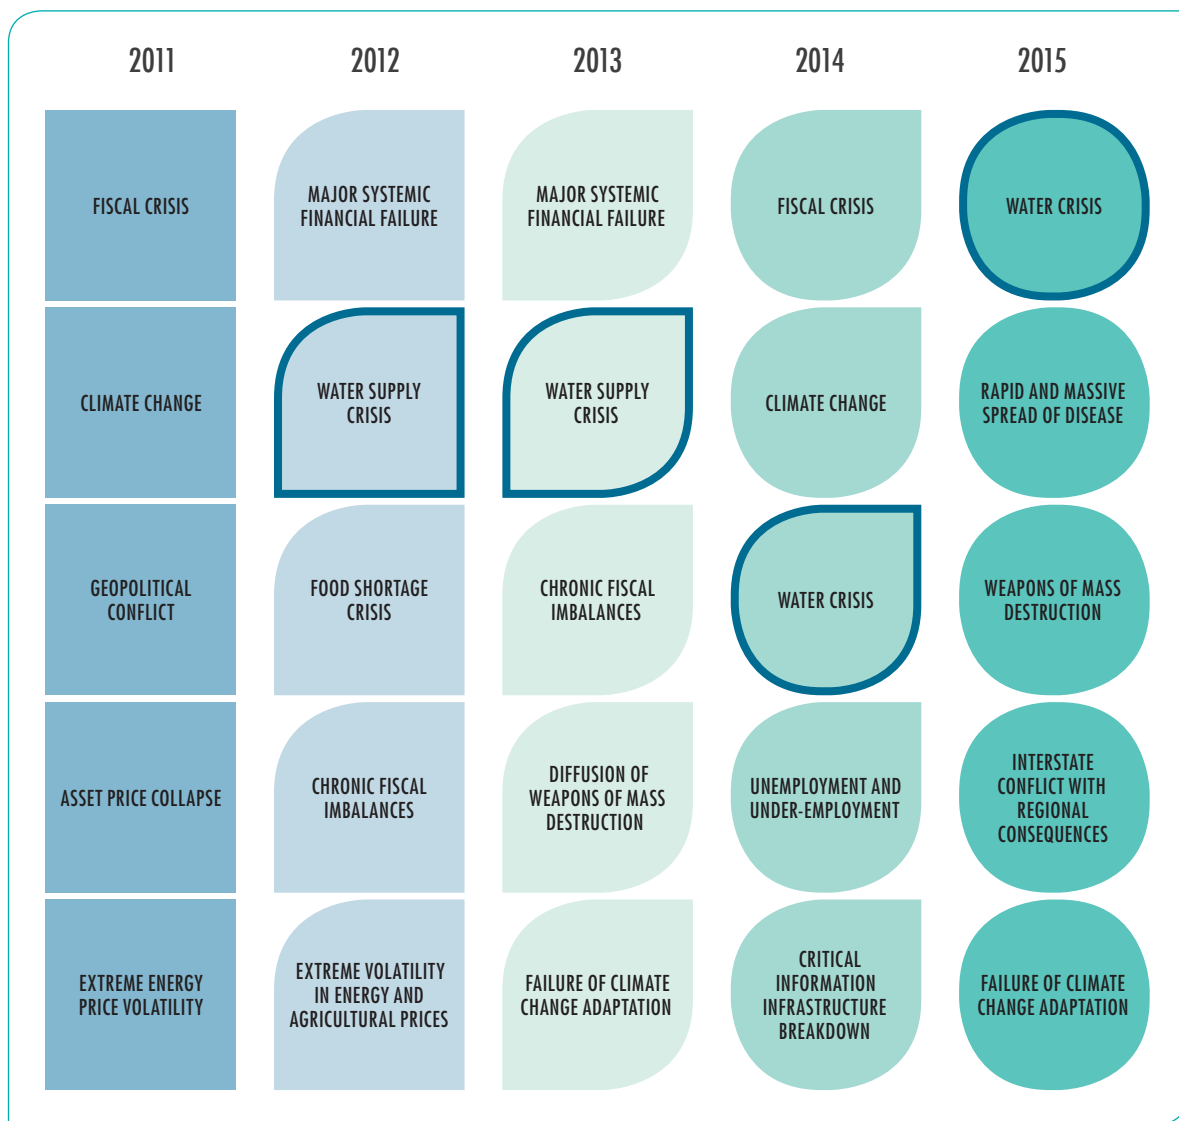 2011
2012
2013
2014
2015
FISCAL CRISIS
MAJOR SYSTEMIC
FINANCIAL FAILURE
MAJOR SYSTEMIC
FINANCIAL FAILURE
FISCAL CRISIS
WATER CRISIS
CLIMATE CHANGE
WATER SUPPLY
CRISIS
WATER SUPPLY
CRISIS
CLIMATE CHANGE
RAPID AND MASSIVE
SPREAD OF DISEASE
GEOPOLITICAL
CONFLICT
FOOD SHORTAGE
CRISIS
CHRONIC FISCAL
IMBALANCES
WATER CRISIS
WEAPONS OF MASS
DESTRUCTION
ASSET PRICE COLLAPSE
CHRONIC FISCAL
IMBALANCES
DIFFUSION OF
WEAPONS OF MASS
DESTRUCTION
UNEMPLOYMENT AND
UNDER-EMPLOYMENT
INTERSTATE
CONFLICT WITH
REGIONAL
CONSEQUENCES
EXTREME ENERGY
PRICE VOLATILITY
EXTREME VOLATILITY
IN ENERGY AND
AGRICULTURAL PRICES
FAILURE OF CLIMATE
CHANGE ADAPTATION
CRITICAL
INFORMATION
INFRASTRUCTURE
BREAKDOWN
FAILURE OF CLIMATE
CHANGE ADAPTATION